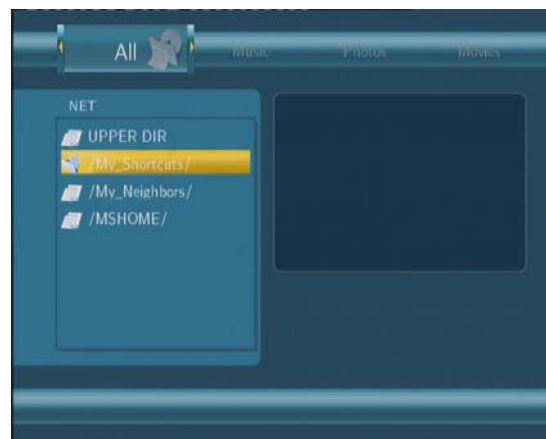 All Music Photos Movies
NET
UPPER DIR
/My_Shortcuts/
/My_Neighbors/
/MSHOME/